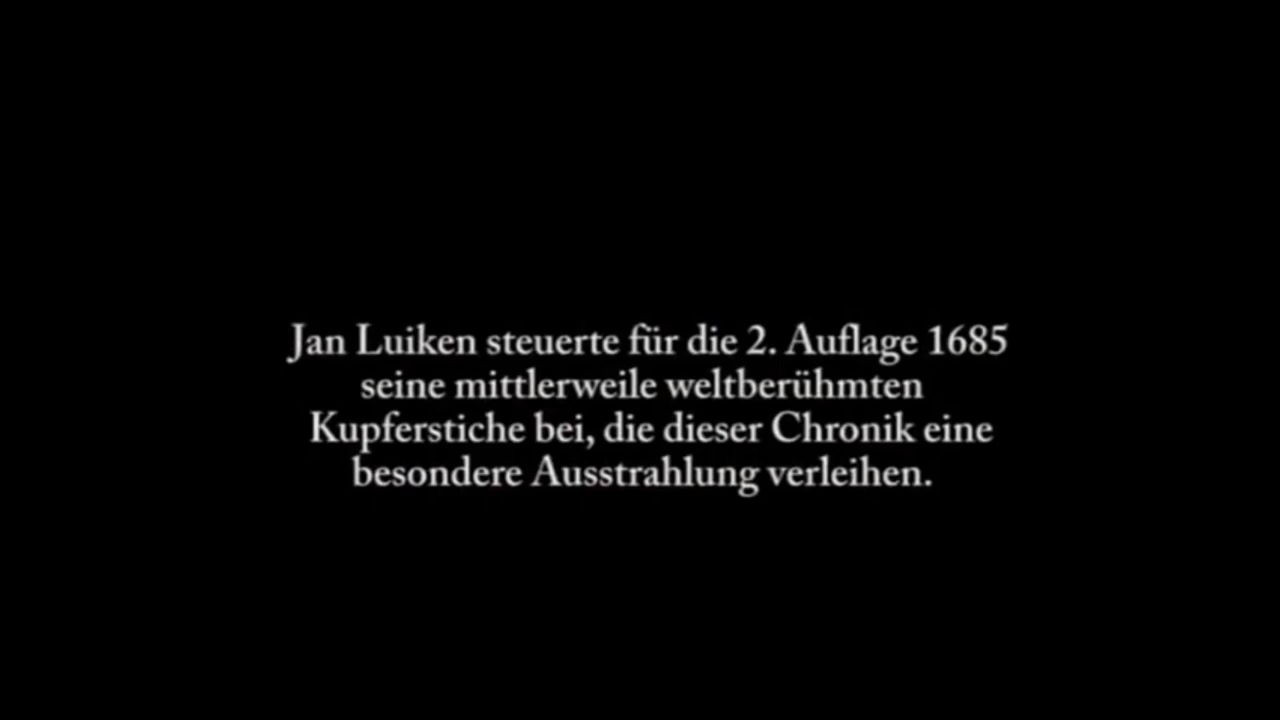 Jan Luiken steuerte für die 2. Auflage 1685
seine mittlerweile weltberühmten
Kupferstiche bei, die dieser Chronik eine
besondere Ausstrahlung verleihen.